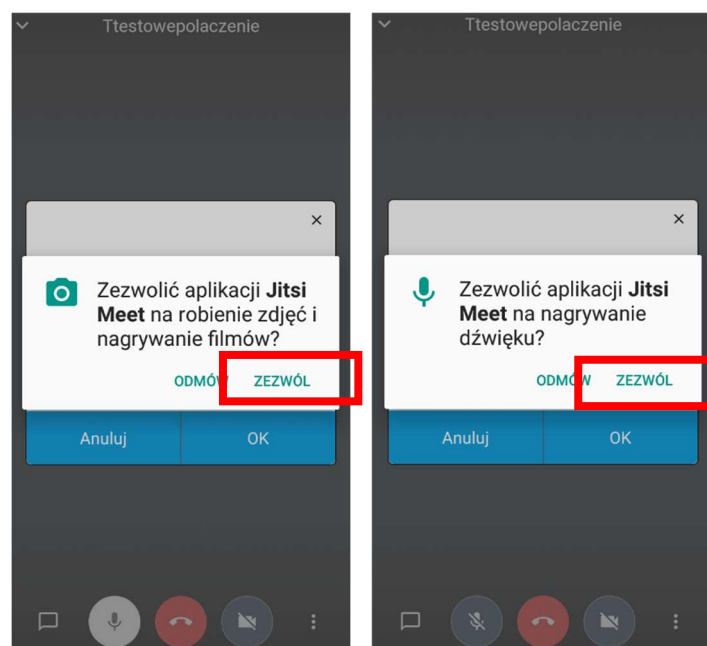 Ttestowepolaczenie
Zezwolić aplikacji Jitsi
Meet na robienie zdjęć i
nagrywanie filmów?
ODMÓW ZEZWÓL
Anuluj OK
Ttestowepolaczenie
Zezwolić aplikacji Jitsi
Meet na nagrywanie
dźwięku?
ODMÓW ZEZWÓL
Anuluj OK